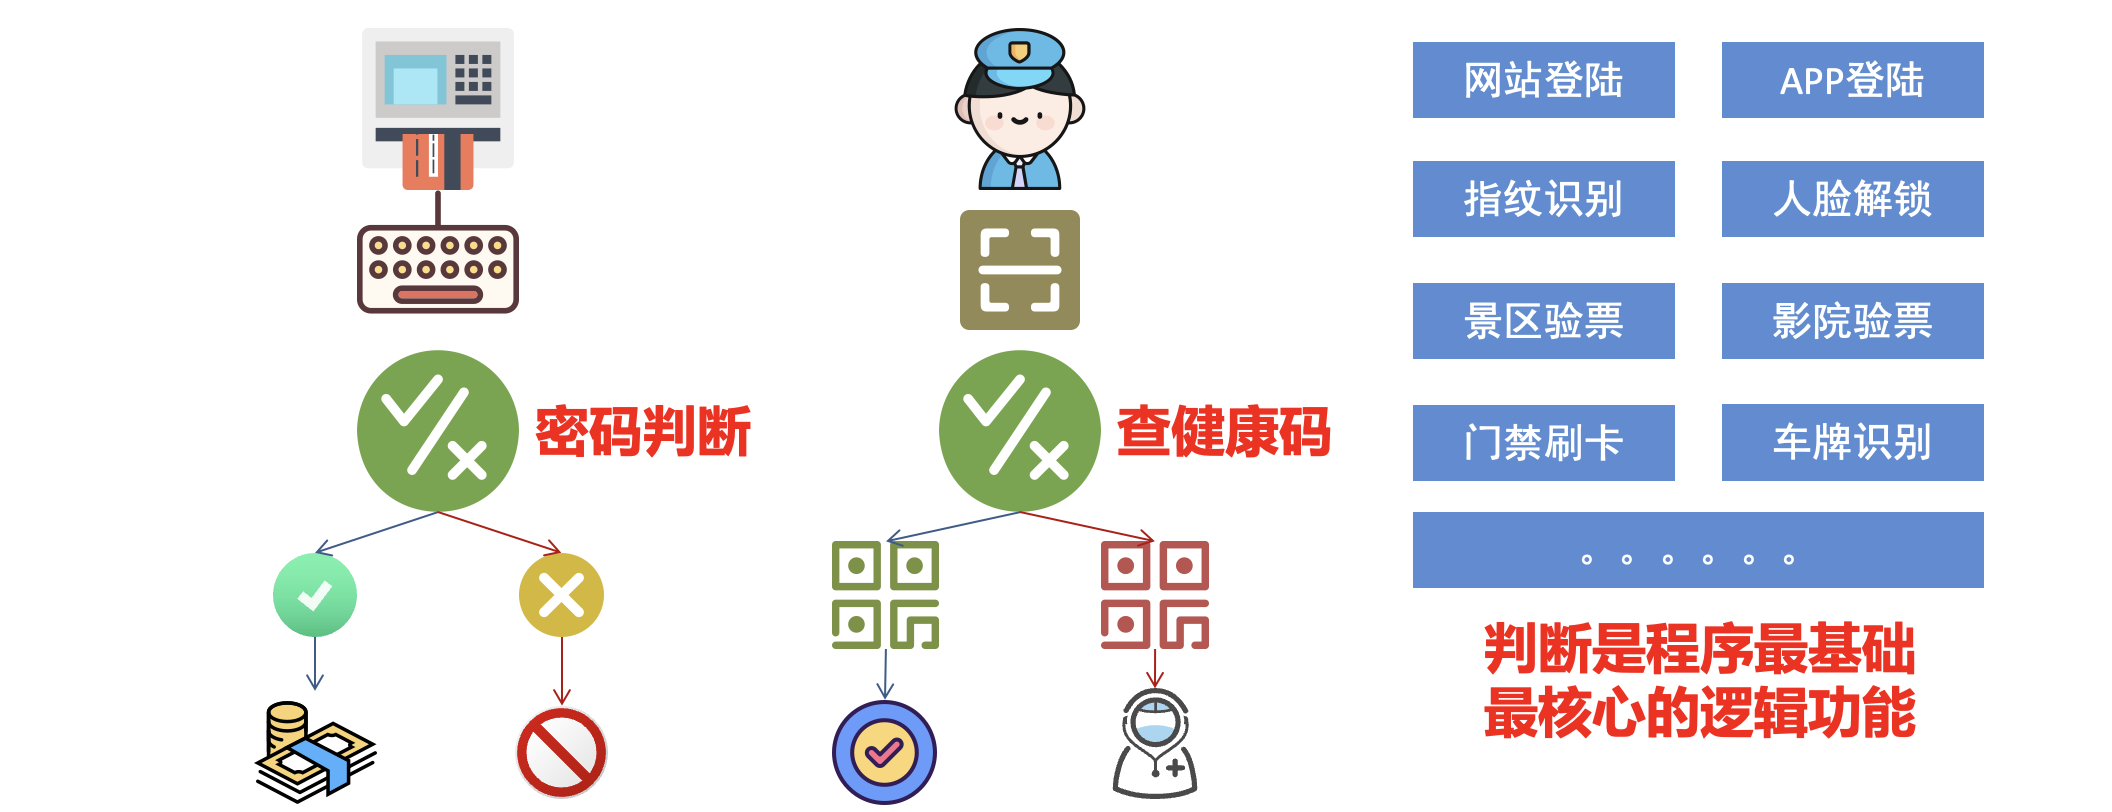 密码判断
查健康码
网站登陆
APP登陆
指纹识别
人脸解锁
景区验票
影院验票
门禁刷卡
车牌识别
。。。。。。
判断是程序最基础
最核心的逻辑功能